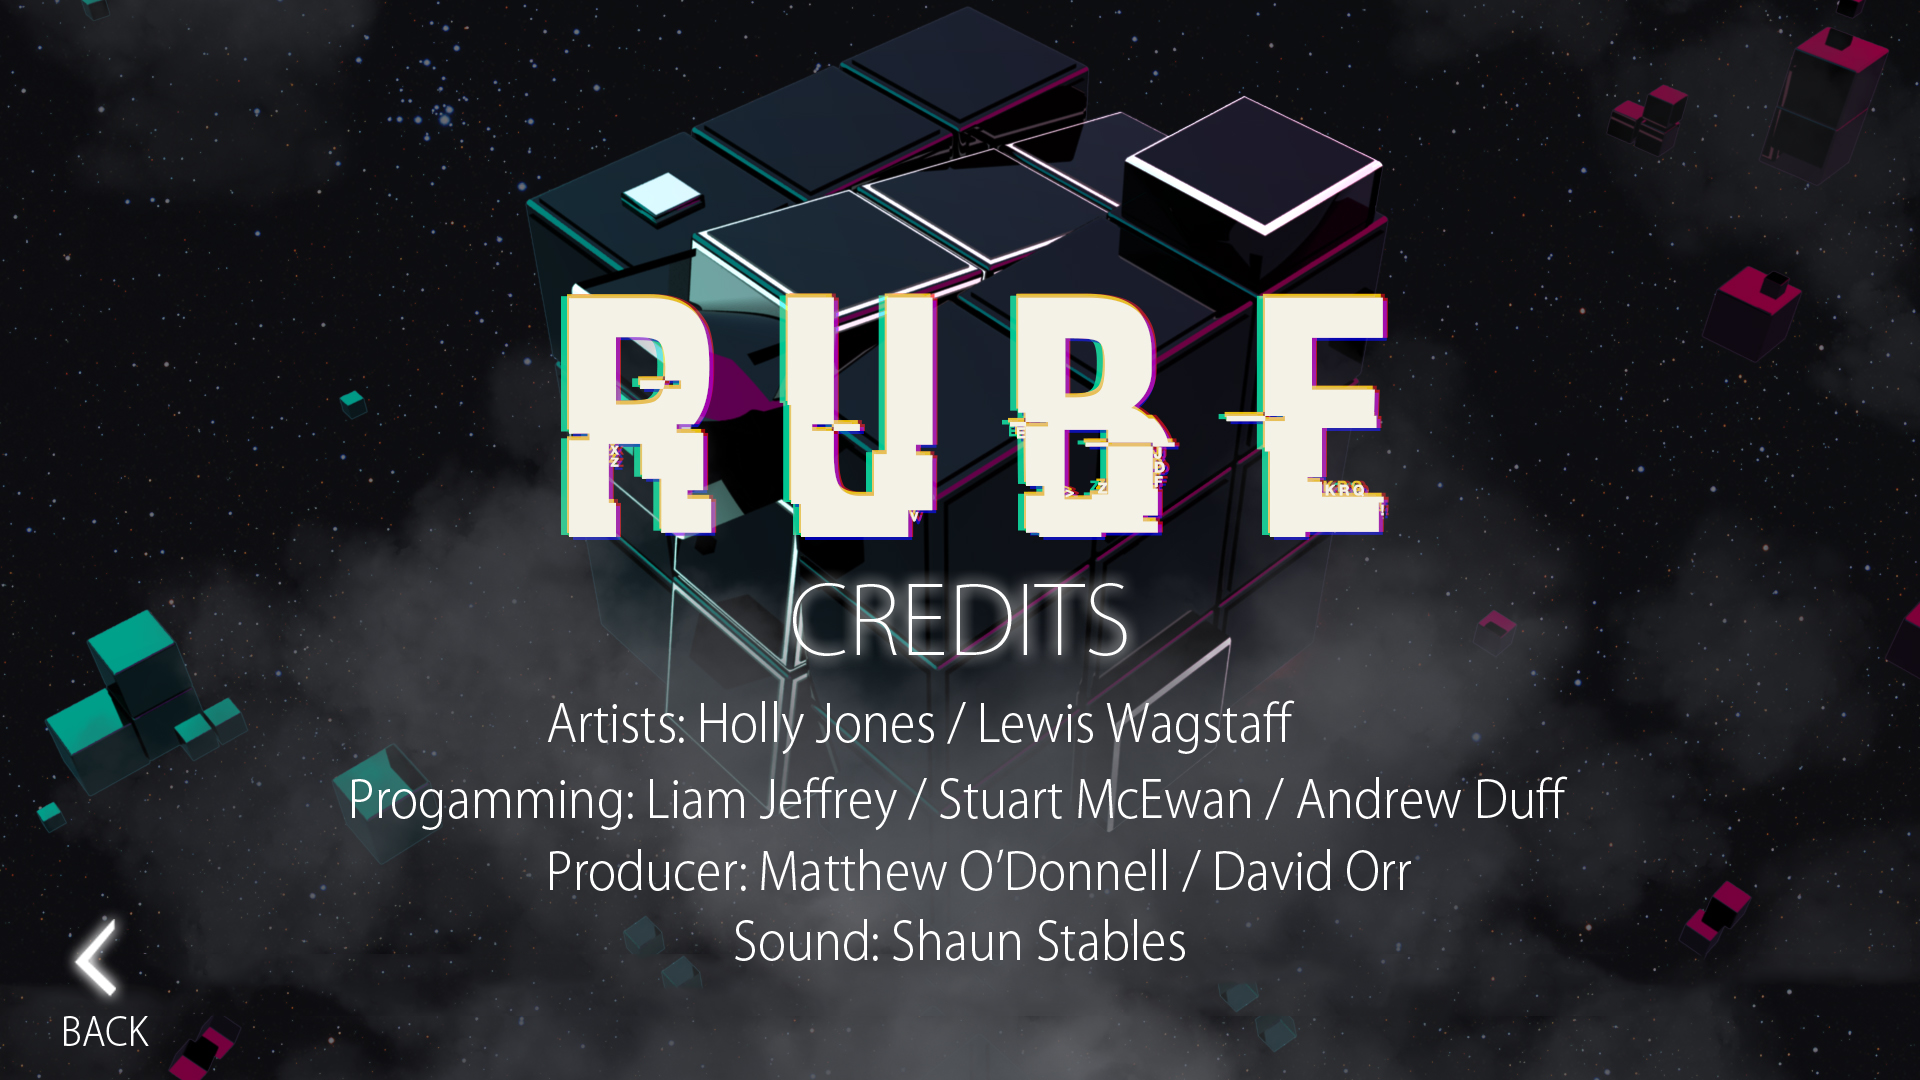 RUBE
CREDITS
Artists: Holly Jones / Lewis Wagstaff
Progamming: Liam Jeffrey / Stuart McEwan / Andrew Duff
Producer: Matthew O’Donnell / David Orr
Sound: Shaun Stables
BACK